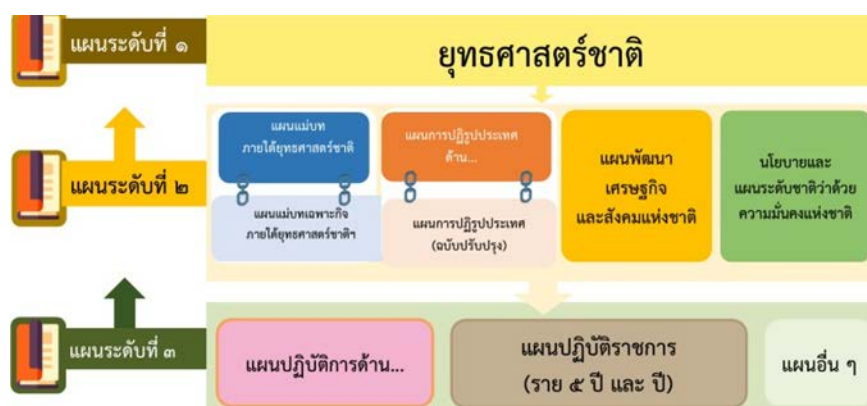 แผนระดับที่ ๑
ยุทธศาสตร์ชาติ
แผนระดับที่ ๒
แผนแม่บท
ภายใต้ยุทธศาสตร์ชาติ
แผนแม่บทเฉพาะกิจ
ภายใต้ยุทธศาสตร์ชาติฯ
แผนการปฏิรูปประเทศ
ด้าน...
แผนการปฏิรูปประเทศ
(ฉบับปรับปรุง)
แผนพัฒนา
เศรษฐกิจ
และสังคมแห่งชาติ
นโยบายและ
แผนระดับชาติว่าด้วย
ความมั่นคงแห่งชาติ
แผนระดับที่ ๓
แผนปฏิบัติการด้าน...
แผนปฏิบัติราชการ
(ราย ๕ ปี และ ปี)
แผนอื่น ๆ